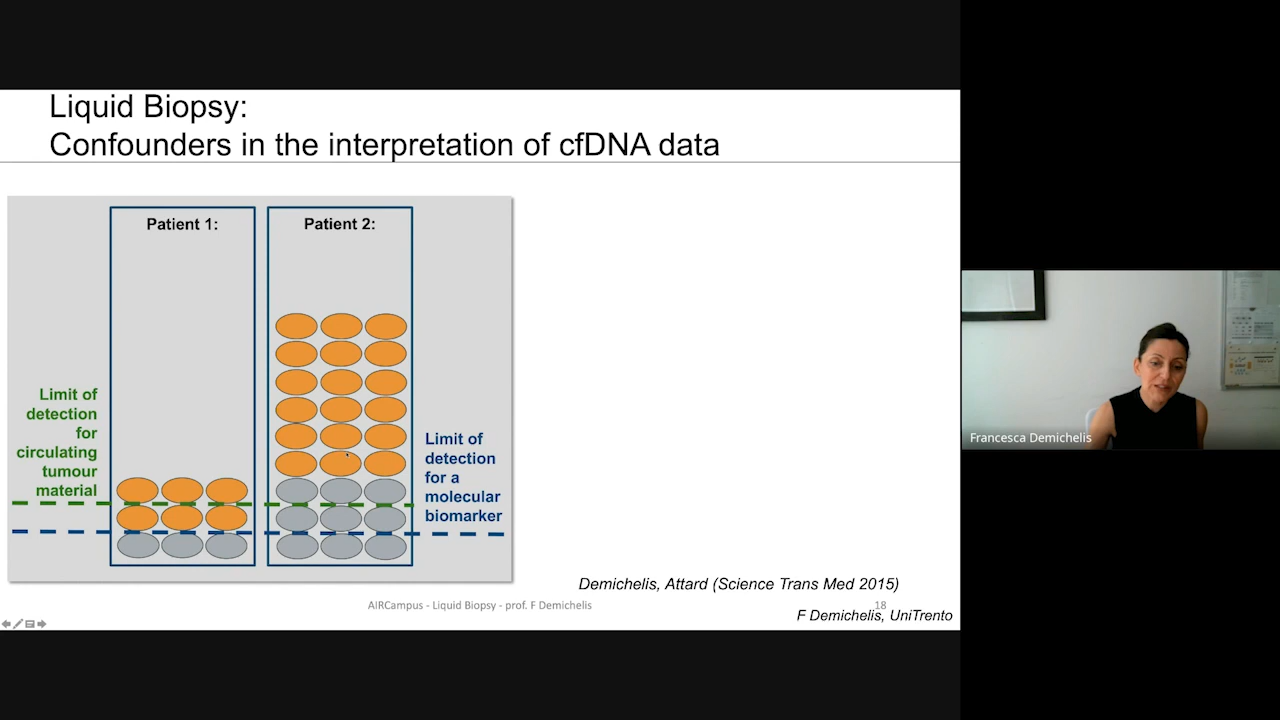 Liquid Biopsy:
Confounders in the interpretation of cfDNA data
Patient 1:
Patient 2:
Limit of
detection
for
circulating
tumour
material
Limit of
detection
for a
molecular
biomarker
Demichelis, Attard (Science Trans Med 2015)
AIRCampus - Liquid Biopsy - prof. F Demichelis
18
F Demichelis, UniTrento
Francesca Demichelis